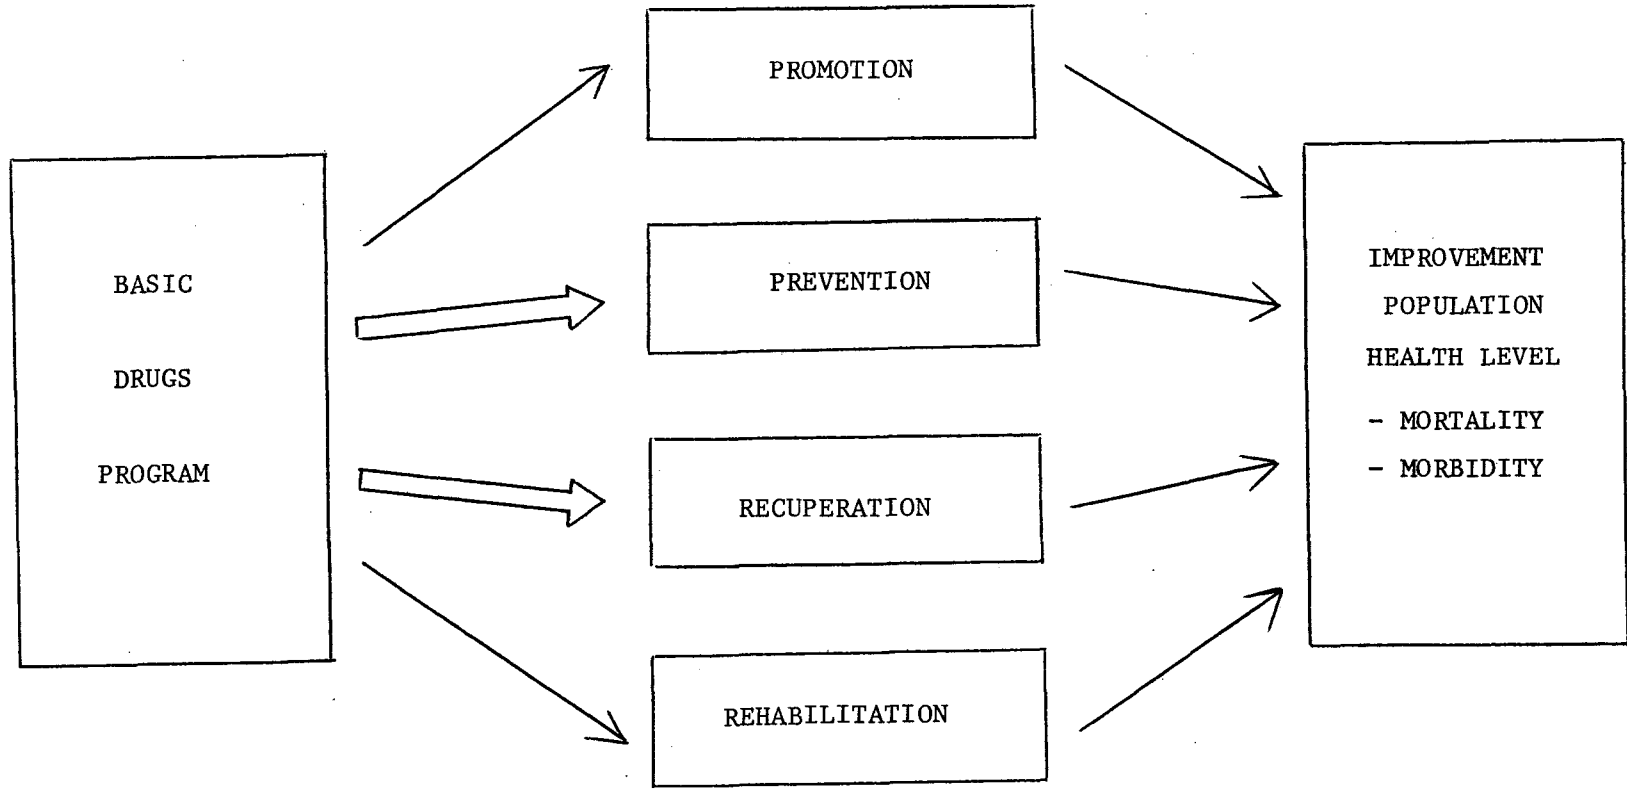 BASIC
DRUGS
PROGRAM
PROMOTION
PREVENTION
RECUPERATION
REHABILITATION
IMPROVEMENT
POPULATION
HEALTH LEVEL
- MORTALITY
- MORBIDITY